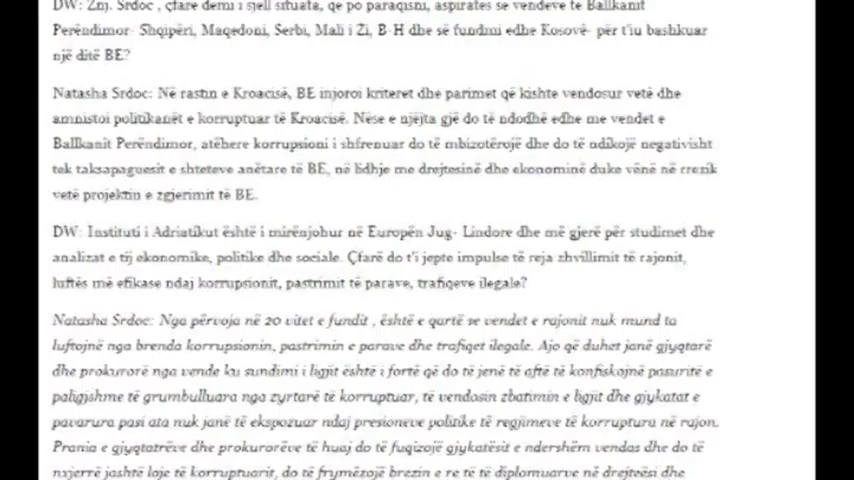 DW: Znj. Srdoc , çfarë dëmi i sjell situata, që po paraqisni, aspiratës së vendeve të Ballkanit
Perëndimor- Shqipëri, Maqedoni, Serbi, Mali i Zi, B-H dhe së fundmi edhe Kosovë- për t'iu bashkuar
një ditë BE?
Natasha Srdoc: Në rastin e Kroacisë, BE injoroi kriteret dhe parimet që kishte vendosur vetë dhe
amnistoi politikanët e korruptuar të Kroacisë. Nëse e njëjta gjë do të ndodhë edhe me vendet e
Ballkanit Perëndimor, atëhere korrupsioni i shfrenuar do të mbizotërojë dhe do të ndikojë negativisht
tek taksapaguesit e shteteve anëtare të BE, në lidhje me drejtesinë dhe ekonominë duke vënë në rrezik
vetë projektin e zgjerimit të BE.
DW: Instituti i Adriatikut është i mirënjohur në Europën Jug- Lindore dhe më gjerë për studimet dhe
analizat e tij ekonomike, politike dhe sociale. Çfarë do t'i jepte impulse të reja zhvillimit të rajonit,
luftës më efikase ndaj korrupsionit, pastrimit të parave, trafiqeve ilegale?
Natasha Srdoc: Nga përvoja në 20 vitet e fundit , është e qartë se vendet e rajonit nuk mund ta
luftojnë nga brenda korrupsionin, pastrimin e parave dhe trafiqet ilegale. Ajo që duhet janë gjyqtarë
dhe prokurorë nga vende ku sundimi i ligjit është i fortë që do të jenë të aftë të konfiskojnë pasuritë e
paligjshme të grumbulluara nga zyrtarë të korruptuar, të vendosin zbatimin e ligjit dhe gjykatat e
pavarura pasi ata nuk janë të ekspozuar ndaj presioneve politike të regjimeve të korruptura në rajon.
Prania e gjyqtatrëve dhe prokurorëve të huaj do të fuqizojë gjykatësit e ndershëm vendas dhe do të
nxjerrë jashtë loje të korruptuarit, do të frymëzojë brezin e re të të diplomuarve në drejtëësi dhe